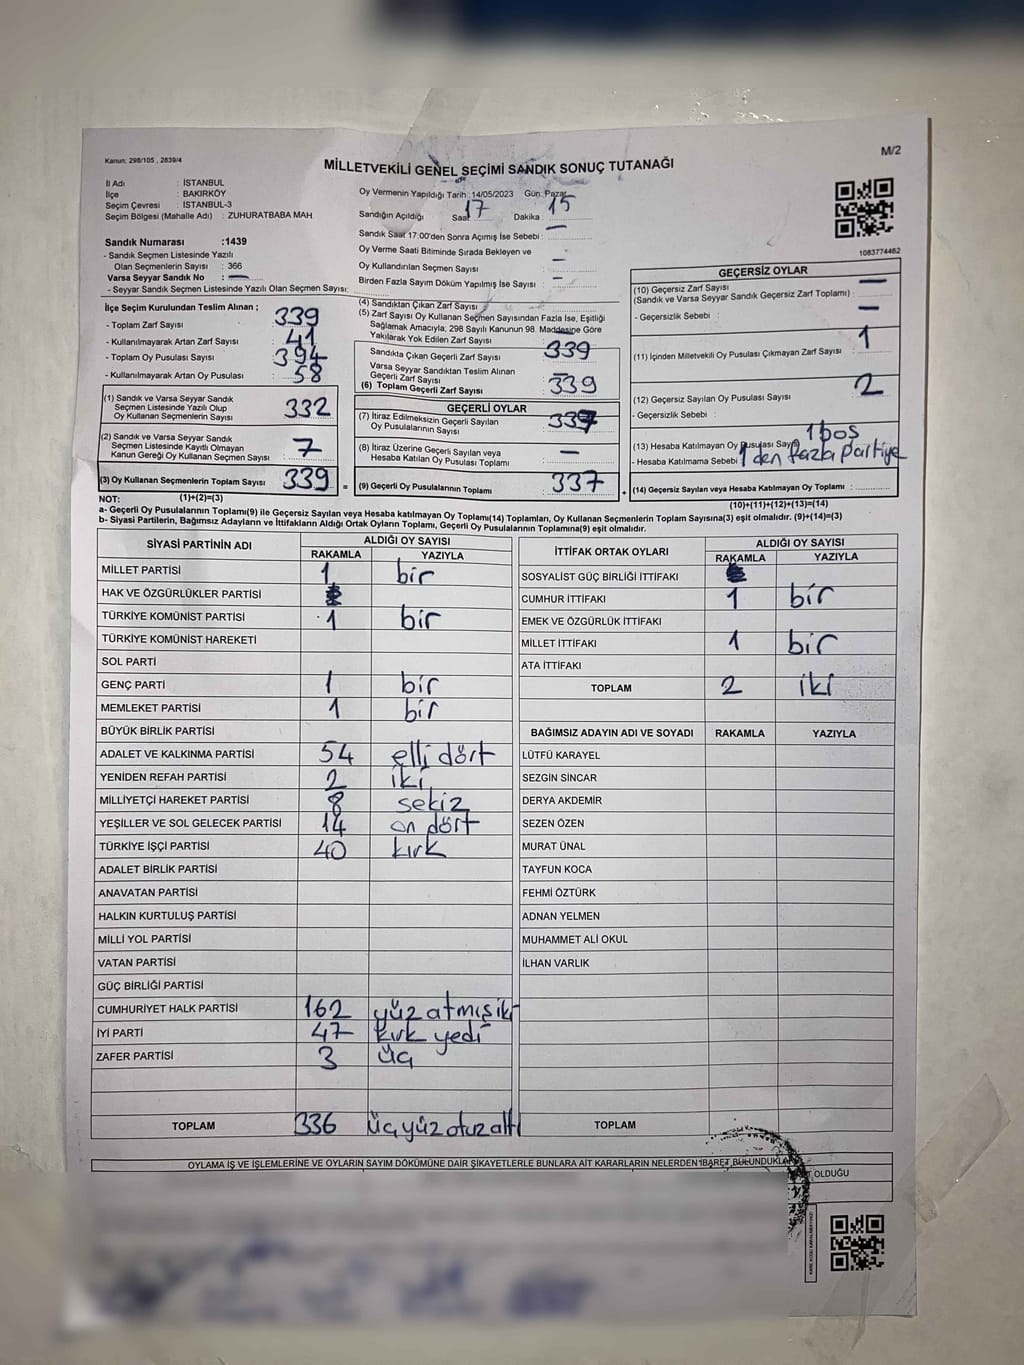 Kanun; 298/105 , 2839/4
M/2
MİLLETVEKİLİ GENEL SEÇİMİ SANDIK SONUÇ TUTANAĞI
İl Adı : İSTANBUL
İlçe : BAKIRKÖY
Seçim Çevresi : İSTANBUL-3
Seçim Bölgesi (Mahalle Adı) : ZUHURATBABA MAH
Sandık Numarası :1439
- Sandık Seçmen Listesinde Yazılı
Olan Seçmenlerin Sayısı : 366
Varsa Seyyar Sandık No : —
- Seyyar Sandık Seçmen Listesinde Yazılı Olan Seçmen Sayısı:
Oy Vermenin Yapıldığı Tarih : 14/05/2023 Gün: Pazar
Sandığın Açıldığı Saat 17 Dakika : 15
Sandık Saat 17:00'den Sonra Açımış İse Sebebi : —
Oy Verme Saati Bitiminde Sırada Bekleyen ve
Oy Kullandırılan Seçmen Sayısı —
Birden Fazla Sayım Döküm Yapılmış İse Sayısı —
1083774462
İlçe Seçim Kurulundan Teslim Alınan ;
- Toplam Zarf Sayısı : 339
- Kullanılmayarak Artan Zarf Sayısı : 41
- Toplam Oy Pusulası Sayısı : 394
- Kullanılmayarak Artan Oy Pusulası : 58
(1) Sandık ve Varsa Seyyar Sandık
Seçmen Listesinde Yazılı Olup
Oy Kullanan Seçmenlerin Sayısı : 332
(2) Sandık ve Varsa Seyyar Sandık
Seçmen Listesinde Kayıtlı Olmayan
Kanun Gereği Oy Kullanan Seçmen Sayısı : 7
(3) Oy Kullanan Seçmenlerin Toplam Sayısı : 339
(1)+(2)=(3)
(4) Sandıktan Çıkan Zarf Sayısı
(5) Zarf Sayısı Oy Kullanan Seçmen Sayısından Fazla İse, Eşitliği
Sağlamak Amacıyla, 298 Sayılı Kanunun 98. Maddesine Göre
Yakılarak Yok Edilen Zarf Sayısı :
Sandıkta Çıkan Geçerli Zarf Sayısı 339
Varsa Seyyar Sandıktan Teslim Alınan
Geçerli Zarf Sayısı : —
(6) Toplam Geçerli Zarf Sayısı : 339
GEÇERLİ OYLAR
(7) İtiraz Edilmeksizin Geçerli Sayılan
Oy Pusulalarının Sayısı : 337
(8) İtiraz Üzerine Geçerli Sayılan veya
Hesaba Katılan Oy Pusulası Toplamı : —
(9) Geçerli Oy Pusulalarının Toplamı : 337
GEÇERSİZ OYLAR
(10) Geçersiz Zarf Sayısı —
(Sandık ve Varsa Seyyar Sandık Geçersiz Zarf Toplamı) :
- Geçersizlik Sebebi : —
(11) İçinden Milletvekili Oy Pusulası Çıkmayan Zarf Sayısı : 1
(12) Geçersiz Sayılan Oy Pusulası Sayısı : 2
- Geçersizlik Sebebi :
(13) Hesaba Katılmayan Oy Pusulası Sayısı 1 boş
- Hesaba Katılmama Sebebi 1'den fazla partiye
(14) Geçersiz Sayılan veya Hesaba Katılmayan Oy Toplamı :
(10)+(11)+(12)+(13)=(14)
NOT:
a- Geçerli Oy Pusulalarının Toplamı(9) ile Geçersiz Sayılan veya Hesaba katılmayan Oy Toplamı(14) Toplamları, Oy Kullanan Seçmenlerin Toplam Sayısına(3) eşit olmalıdır. (9)+(14)=(3)
b- Siyasi Partilerin, Bağımsız Adayların ve İttifakların Aldığı Ortak Oyların Toplamı, Geçerli Oy Pusulalarının Toplamına(9) eşit olmalıdır.
SİYASİ PARTİNİN ADI ALDIĞI OY SAYISI
RAKAMLA YAZIYLA
MİLLET PARTİSİ 1 bir
HAK VE ÖZGÜRLÜKLER PARTİSİ
TÜRKİYE KOMÜNİST PARTİSİ 1 bir
TÜRKİYE KOMÜNİST HAREKETİ
SOL PARTİ
GENÇ PARTİ 1 bir
MEMLEKET PARTİSİ 1 bir
BÜYÜK BİRLİK PARTİSİ
ADALET VE KALKINMA PARTİSİ 54 elli dört
YENİDEN REFAH PARTİSİ 2 iki
MİLLİYETÇİ HAREKET PARTİSİ 8 sekiz
YEŞİLLER VE SOL GELECEK PARTİSİ 14 on dört
TÜRKİYE İŞÇİ PARTİSİ 40 kırk
ADALET BİRLİK PARTİSİ
ANAVATAN PARTİSİ
HALKIN KURTULUŞ PARTİSİ
MİLLİ YOL PARTİSİ
VATAN PARTİSİ
GÜÇ BİRLİĞİ PARTİSİ
CUMHURİYET HALK PARTİSİ 162 yüz atmış iki
İYİ PARTİ 47 kırk yedi
ZAFER PARTİSİ 3 üç
TOPLAM 336 üçyüz otuz altı
İTTİFAK ORTAK OYLARI ALDIĞI OY SAYISI
RAKAMLA YAZIYLA
SOSYALİST GÜÇ BİRLİĞİ İTTİFAKI
CUMHUR İTTİFAKI 1 bir
EMEK VE ÖZGÜRLÜK İTTİFAKI
MİLLET İTTİFAKI 1 bir
ATA İTTİFAKI
TOPLAM 2 iki
BAĞIMSIZ ADAYIN ADI VE SOYADI RAKAMLA YAZIYLA
LÜTFÜ KARAYEL
SEZGİN SİNCAR
DERYA AKDEMİR
SEZEN ÖZEN
MURAT ÜNAL
TAYFUN KOCA
FEHMİ ÖZTÜRK
ADNAN YELMEN
MUHAMMET ALİ OKUL
İLHAN VARLIK
TOPLAM
OYLAMA İŞ VE İŞLEMLERİNE VE OYLARIN SAYIM DÖKÜMÜNE DAİR ŞİKAYETLERLE BUNLARA AİT KARARLARIN NELERDEN İBARET BULUNDUKLARI
OLDUĞU